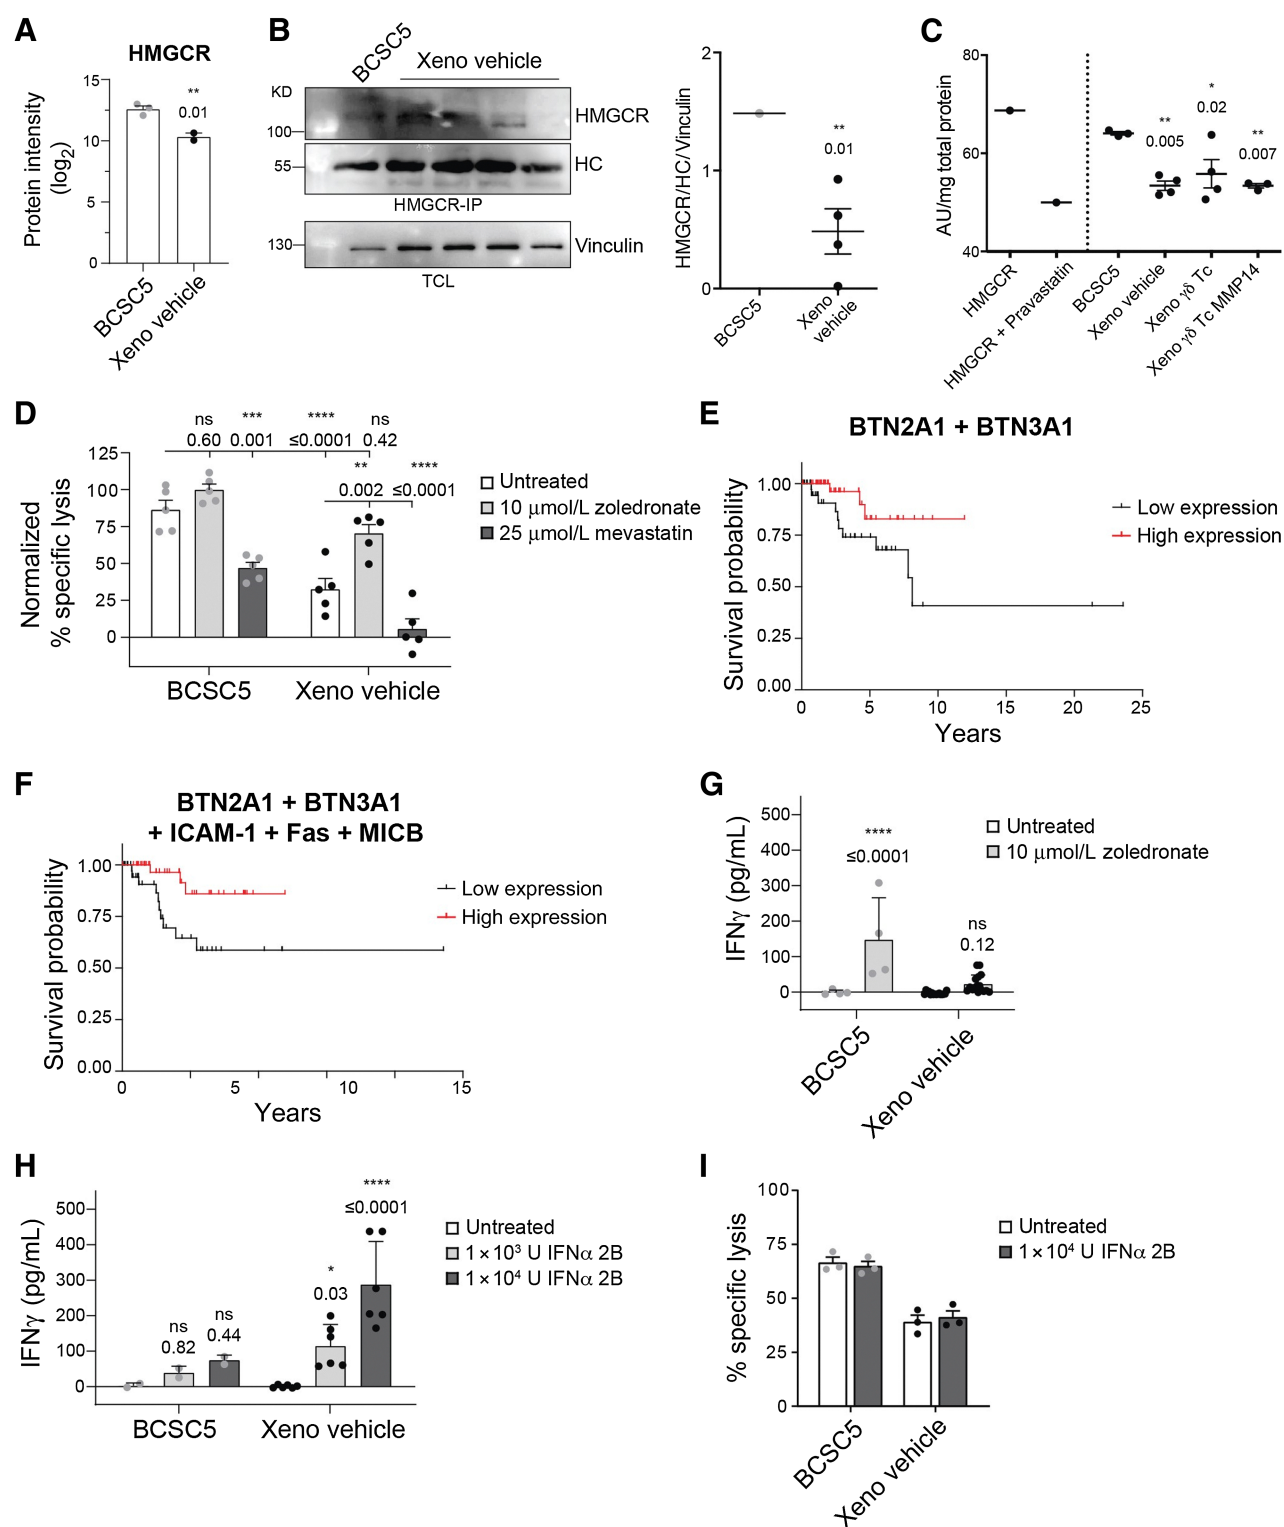 A
HMGCR
Protein intensity
(log2)
15
10
5
0
**
0.01
BCSC5
Xeno vehicle
B
BCSC5
Xeno vehicle
KD
100
HMGCR
55
HC
HMGCR-IP
130
Vinculin
TCL
HMGCR/HC/Vinculin
2
1
0
**
0.01
BCSC5
Xeno
vehicle
C
AU/mg total protein
80
60
40
**
0.005
*
0.02
**
0.007
HMGCR
HMGCR + Pravastatin
BCSC5
Xeno vehicle
Xeno γδ Tc
Xeno γδ Tc MMP14
D
Normalized
% specific lysis
125
100
75
50
25
0
ns *** **** ns
0.60 0.001 ≤0.0001 0.42
** ****
0.002 ≤0.0001
BCSC5
Xeno vehicle
Untreated
10 μmol/L zoledronate
25 μmol/L mevastatin
E
BTN2A1 + BTN3A1
Survival probability
1.00
0.75
0.50
0.25
0.00
0 5 10 15 20 25
Years
Low expression
High expression
F
BTN2A1 + BTN3A1
+ ICAM-1 + Fas + MICB
Survival probability
1.00
0.75
0.50
0.25
0.00
0 5 10 15
Years
Low expression
High expression
G
IFNγ (pg/mL)
500
400
300
200
100
0
****
≤0.0001
ns
0.12
BCSC5
Xeno vehicle
Untreated
10 μmol/L zoledronate
H
IFNγ (pg/mL)
500
400
300
200
100
0
ns
0.82
ns
0.44
*
0.03
****
≤0.0001
BCSC5
Xeno vehicle
Untreated
1×10³ U IFNα 2B
1×10⁴ U IFNα 2B
I
% specific lysis
100
75
50
25
0
BCSC5
Xeno vehicle
Untreated
1×10⁴ U IFNα 2B